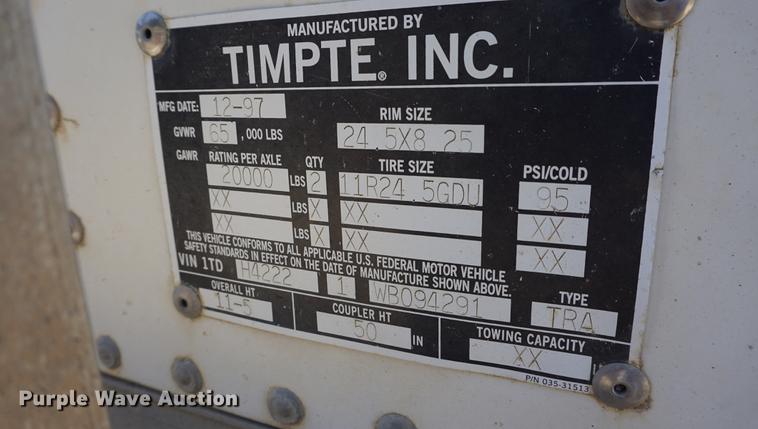 MANUFACTURED BY
TIMPTE® INC.
MFG DATE: 12-97
RIM SIZE
GVWR 65 ,000 LBS 24.5X8.25
GAWR RATING PER AXLE QTY TIRE SIZE PSI/COLD
20000 LBS 2 11R24.5GDU 95
XX LBS X XX XX
XX LBS X XX XX
THIS VEHICLE CONFORMS TO ALL APPLICABLE U.S. FEDERAL MOTOR VEHICLE
SAFETY STANDARDS IN EFFECT ON THE DATE OF MANUFACTURE SHOWN ABOVE.
VIN 1TD H4222 1 WB094291 TYPE
TRA
OVERALL HT
11-5
COUPLER HT
50 IN
TOWING CAPACITY
XX
P/N 035-31513
Purple Wave Auction